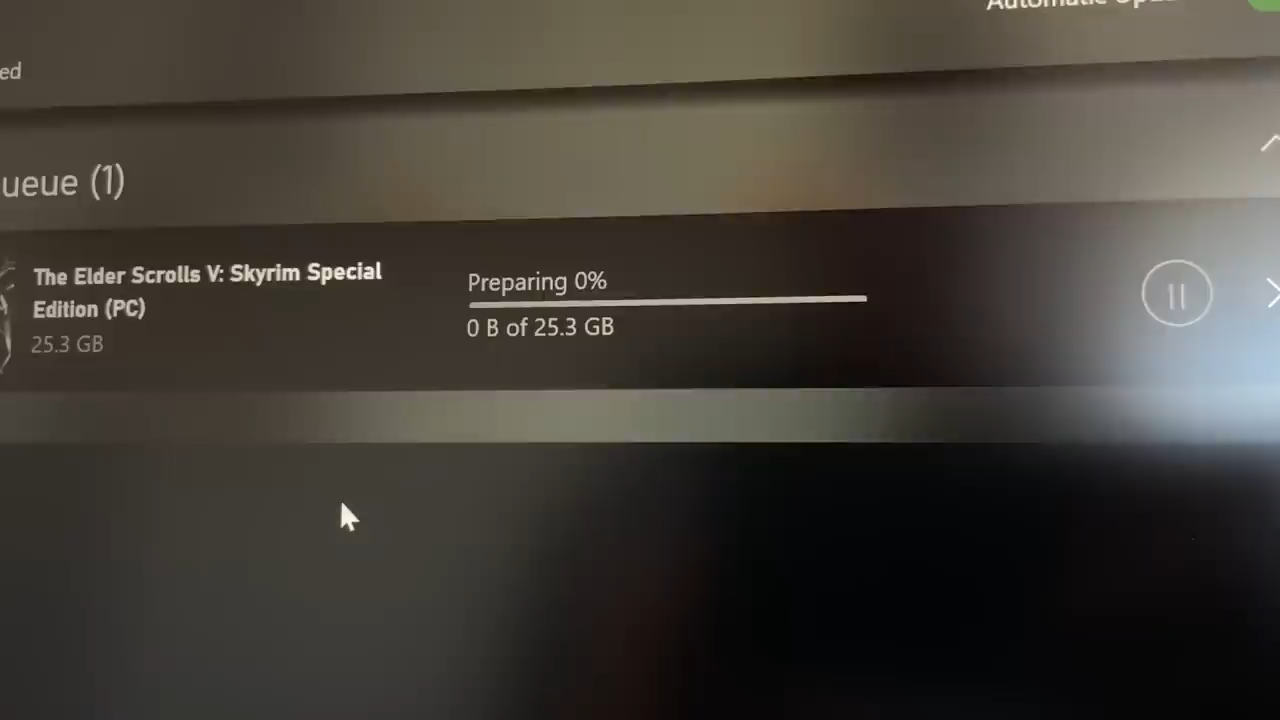 ed
ueue (1)
The Elder Scrolls V: Skyrim Special
Edition (PC)
25.3 GB
Preparing 0%
0 B of 25.3 GB